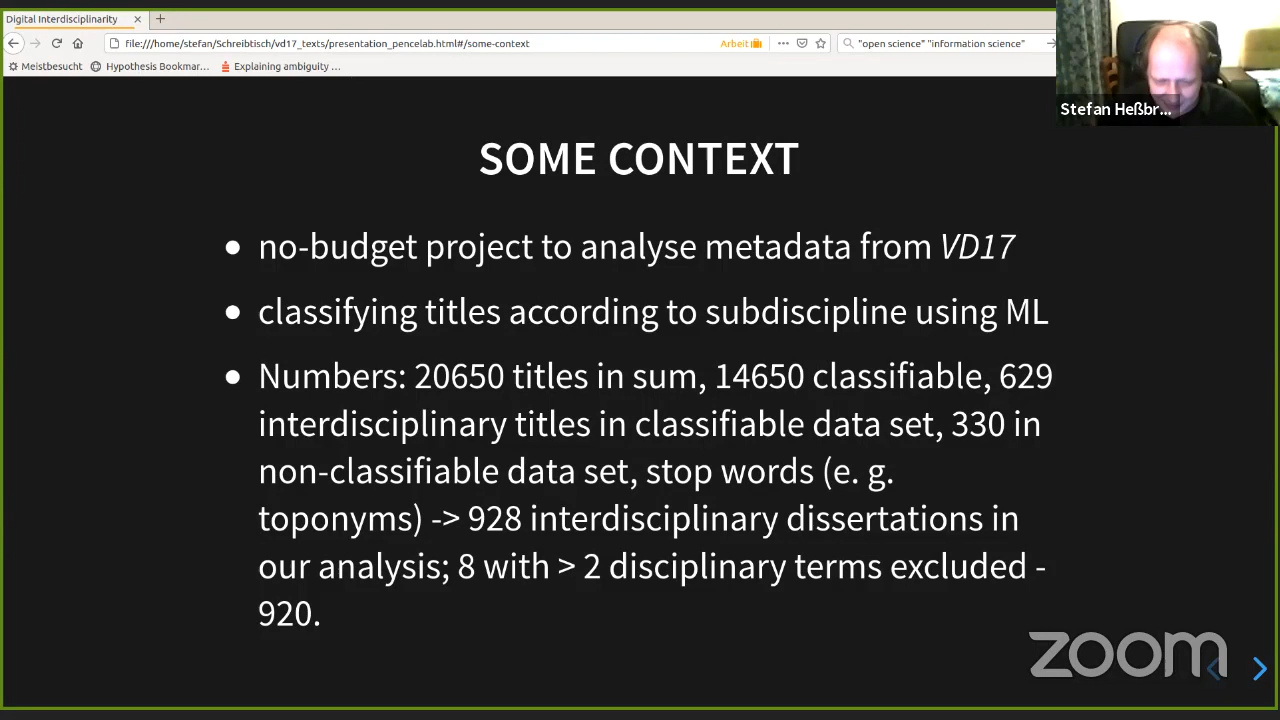 Digital Interdisciplinarity
file:///home/stefan/Schreibtisch/vd17_texts/presentation_pencelab.html#/some-context
Arbeit
"open science" "information science"
Meistbesucht
Hypothesis Bookmar…
Explaining ambiguity …
Stefan Heßbr...
SOME CONTEXT
• no-budget project to analyse metadata from VD17
• classifying titles according to subdiscipline using ML
• Numbers: 20650 titles in sum, 14650 classifiable, 629
interdisciplinary titles in classifiable data set, 330 in
non-classifiable data set, stop words (e. g.
toponyms) -> 928 interdisciplinary dissertations in
our analysis; 8 with > 2 disciplinary terms excluded -
920.
zoom